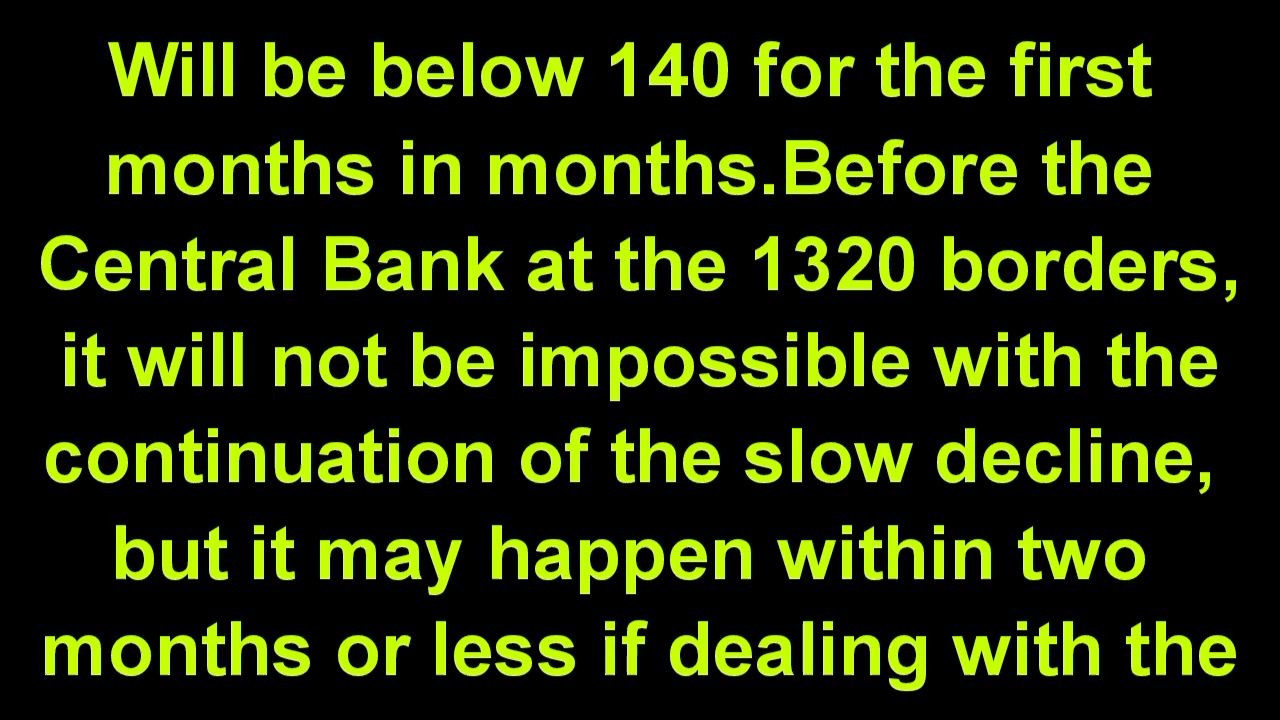 Will be below 140 for the first
months in months.Before the
Central Bank at the 1320 borders,
it will not be impossible with the
continuation of the slow decline,
but it may happen within two
months or less if dealing with the